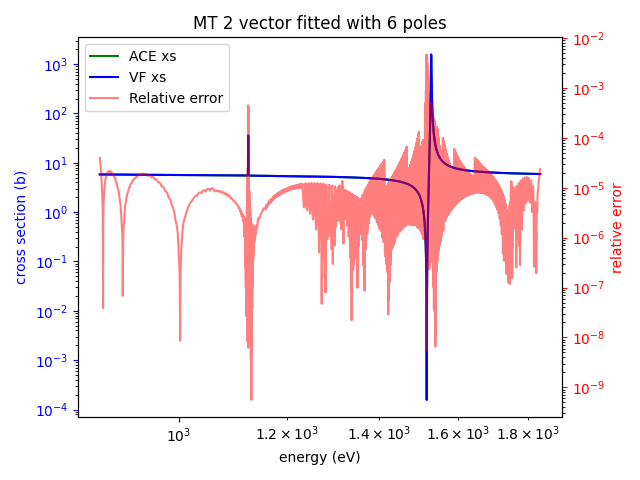 MT 2 vector fitted with 6 poles
ACE xs
VF xs
Relative error
cross section (b)
10³
10²
10¹
10⁰
10⁻¹
10⁻²
10⁻³
10⁻⁴
10⁻²
10⁻³
10⁻⁴
10⁻⁵
10⁻⁶
10⁻⁷
10⁻⁸
10⁻⁹
relative error
10³
1.2 × 10³
1.4 × 10³
1.6 × 10³
1.8 × 10³
energy (eV)